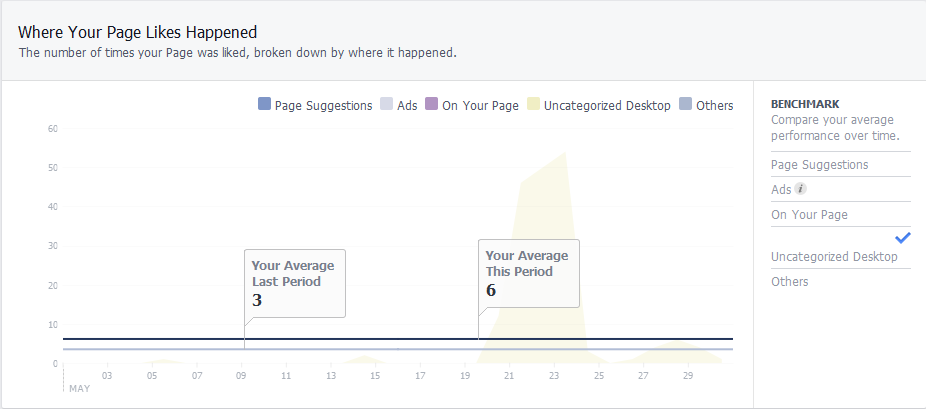 Where Your Page Likes Happened
The number of times your Page was liked, broken down by where it happened.
Page Suggestions Ads On Your Page Uncategorized Desktop Others
60
50
40
30
20
10
0
Your Average
Last Period
3
Your Average
This Period
6
03 05 07 09 11 13 15 17 19 21 23 25 27 29
MAY
BENCHMARK
Compare your average
performance over time.
Page Suggestions
Ads i
On Your Page
Uncategorized Desktop
Others